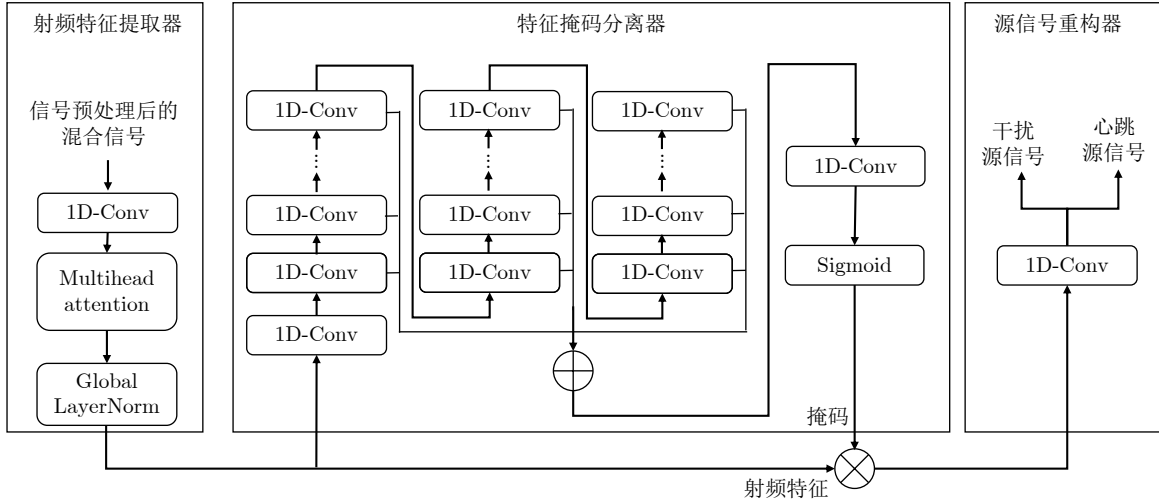 射频特征提取器
信号预处理后的
混合信号
1D-Conv
Multihead
attention
Global
LayerNorm
特征掩码分离器
1D-Conv
⋮
1D-Conv
1D-Conv
1D-Conv
1D-Conv
⋮
1D-Conv
1D-Conv
1D-Conv
⋮
1D-Conv
1D-Conv
1D-Conv
Sigmoid
掩码
射频特征
源信号重构器
干扰
源信号
心跳
源信号
1D-Conv